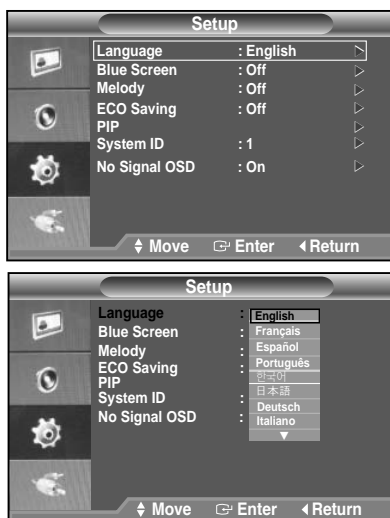 Setup
Language : English
Blue Screen : Off
Melody : Off
ECO Saving : Off
PIP
System ID : 1
No Signal OSD : On
Move Enter Return
Setup
Language : English
Blue Screen : Français
Melody : Español
ECO Saving : Português
PIP 한국어
System ID : 日本語
Deutsch
No Signal OSD : Italiano
Move Enter Return